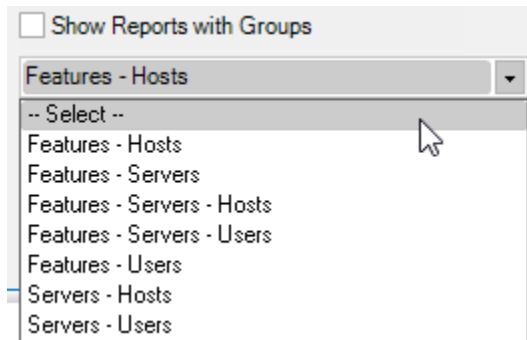 Show Reports with Groups
Features - Hosts
-- Select --
Features - Hosts
Features - Servers
Features - Servers - Hosts
Features - Servers - Users
Features - Users
Servers - Hosts
Servers - Users